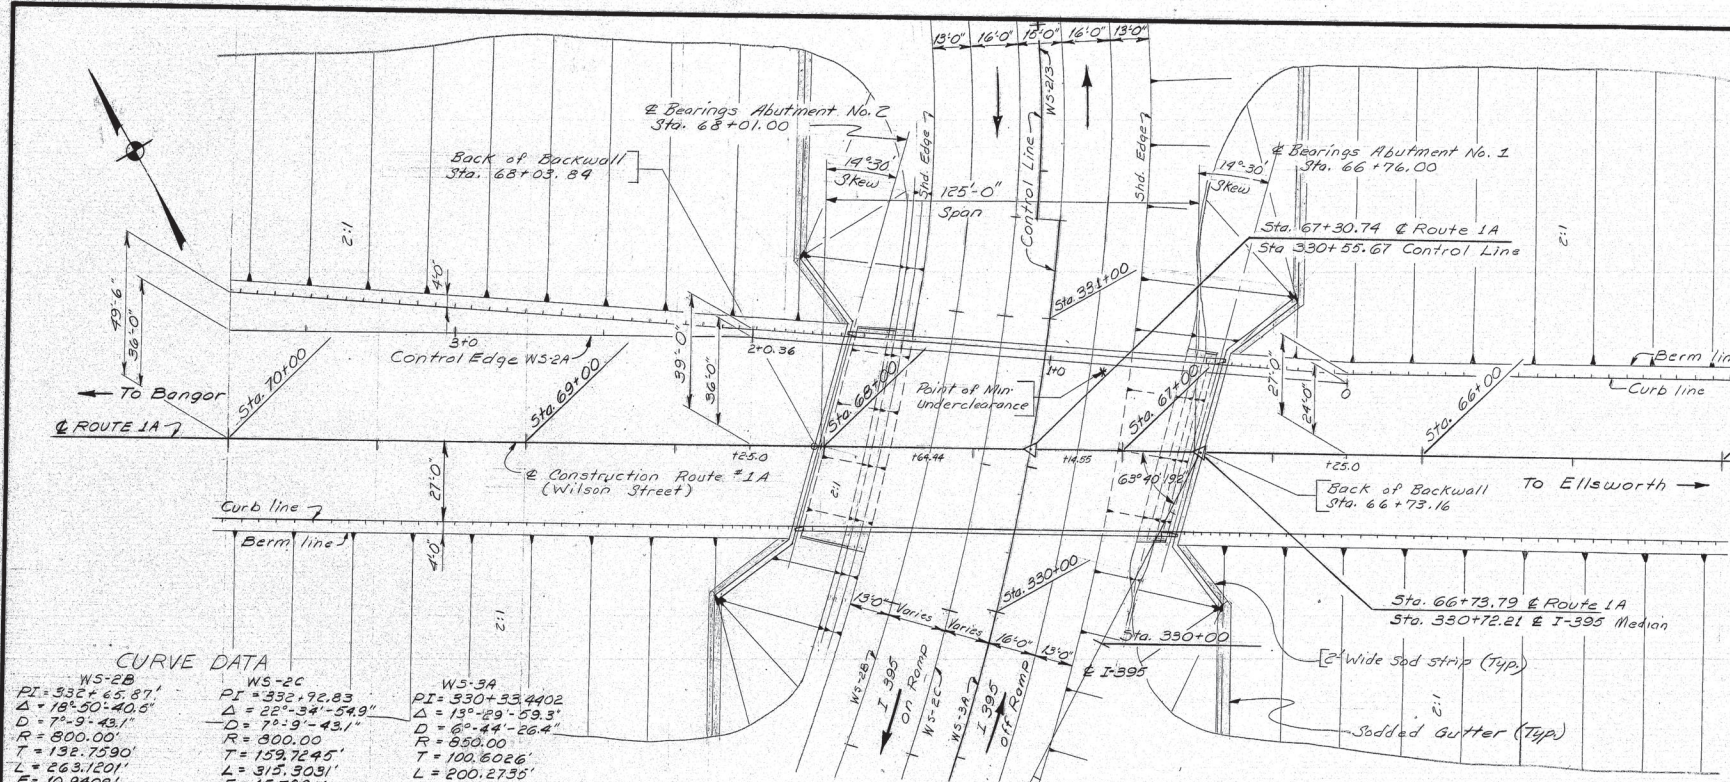 13'-0" 16'-0" 15'-0" 16'-0" 13'-0"
WS-2/3
℄ Bearings Abutment No. 2
Sta. 68+01.00
Back of Backwall
Sta. 68+03.84
14°-30'
Skew
Shd. Edge
Control Line
Shd. Edge
125'-0"
Span
℄ Bearings Abutment No. 1
Sta. 66+76.00
14°-30'
Skew
Sta. 67+30.74 ℄ Route 1A
Sta 330+55.67 Control Line
2:1
2:1
4'-0"
49'-6"
36'-0"
Sta. 331+00
3+0
Control Edge WS-2A
2+0.36
39'-0"
36'-0"
1+0
Point of Min.
underclearance
27'-0"
24'-0"
0
Berm lin
Curb line
To Bangor
Sta. 70+00
Sta. 69+00
Sta. 68+00
Sta. 67+00
Sta. 66+00
℄ ROUTE 1A
+25.0
+64.44
+14.55
+25.0
℄ Construction Route #1A
(Wilson Street)
27'-0"
2:1
Back of Backwall
Sta. 66+73.16
To Ellsworth
Curb line
Berm line
4'-0"
2:1
Sta. 330+00
13'-0" Varies Varies 16'-0" 13'-0"
Sta. 330+00
℄ I-395
Sta. 66+73.79 ℄ Route 1A
Sta. 330+72.21 ℄ I-395 Median
2' Wide Sod strip (Typ.)
2:1
Sodded Gutter (Typ.)
WS-2B
I 395
on Ramp
WS-2C
WS-3A
I 395
Off Ramp
CURVE DATA
WS-2B
PI = 332+65.87'
Δ = 18°-50'-40.5"
D = 7°-9'-43.1"
R = 800.00'
T = 132.7590'
L = 263.1201'
WS-2C
PI = 332+92.83
Δ = 22°-34'-54.9"
D = 7°-9'-43.1"
R = 800.00
T = 159.7245'
L = 315.3031'
WS-3A
PI = 330+33.4402
Δ = 13°-29'-59.3"
D = 6°-44'-26.4"
R = 850.00
T = 100.6026'
L = 200.2735'